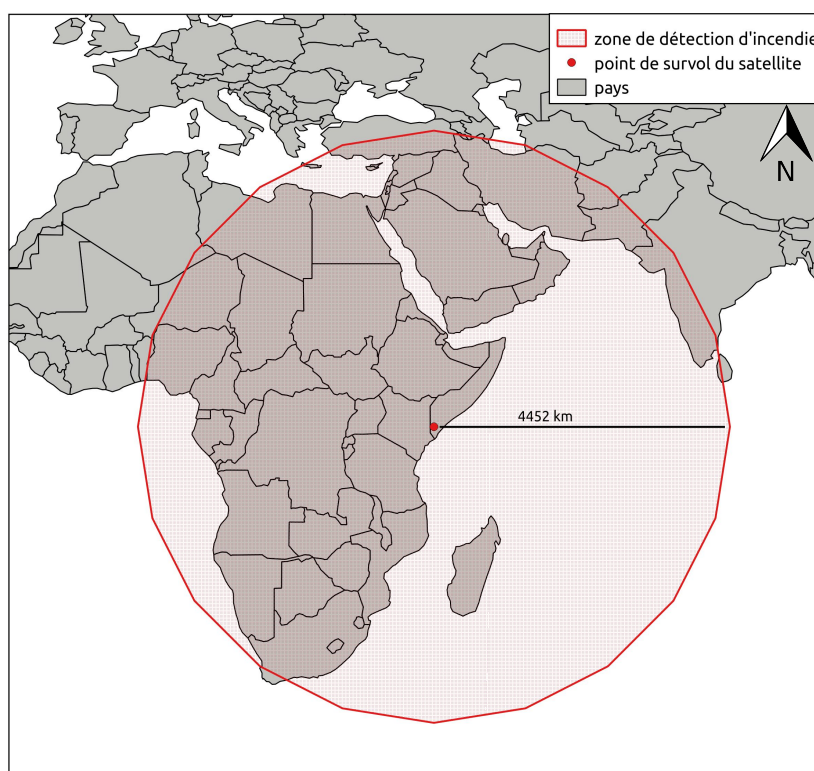 zone de détection d'incendie
point de survol du satellite
pays
N
4452 km